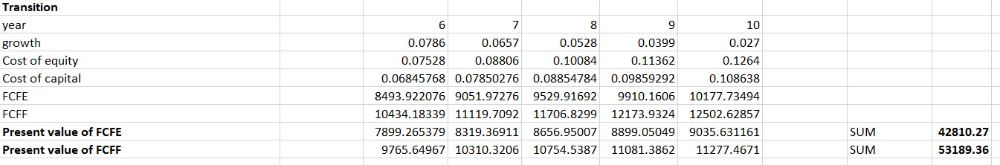 Transition
year 6 7 8 9 10
growth 0.0786 0.0657 0.0528 0.0399 0.027
Cost of equity 0.07528 0.08806 0.10084 0.11362 0.1264
Cost of capital 0.06845768 0.07850276 0.08854784 0.09859292 0.108638
FCFE 8493.922076 9051.97276 9529.91692 9910.1606 10177.73494
FCFF 10434.18339 11119.7092 11706.8299 12173.9324 12502.62857
Present value of FCFE 7899.265379 8319.36911 8656.95007 8899.05049 9035.631161 SUM 42810.27
Present value of FCFF 9765.64967 10310.3206 10754.5387 11081.3862 11277.4671 SUM 53189.36